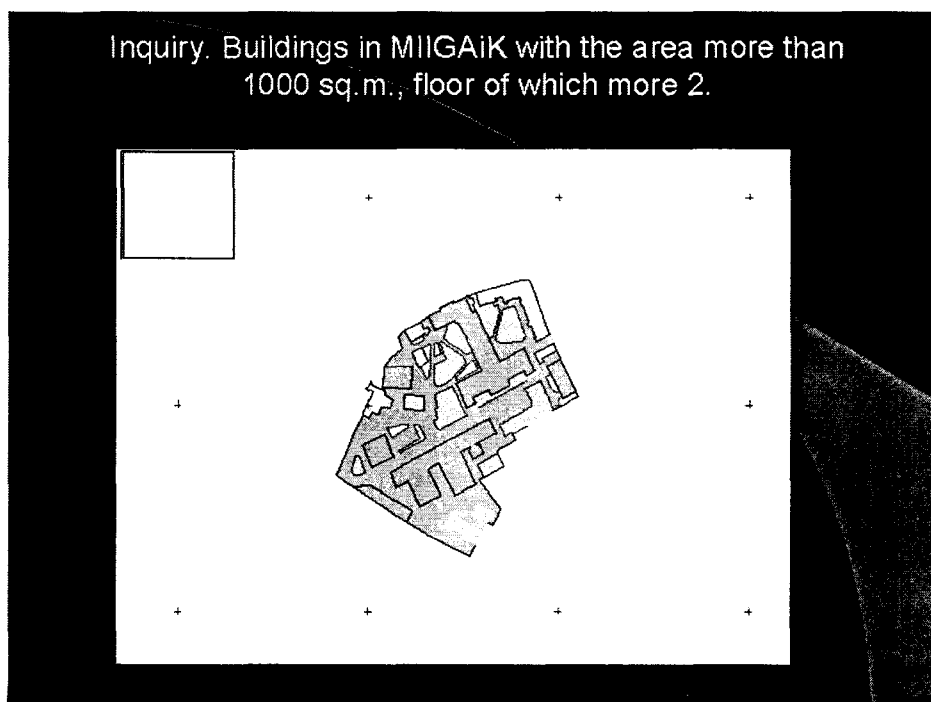 Inquiry. Buildings in MIIGAiK with the area more than
1000 sq.m., floor of which more 2.